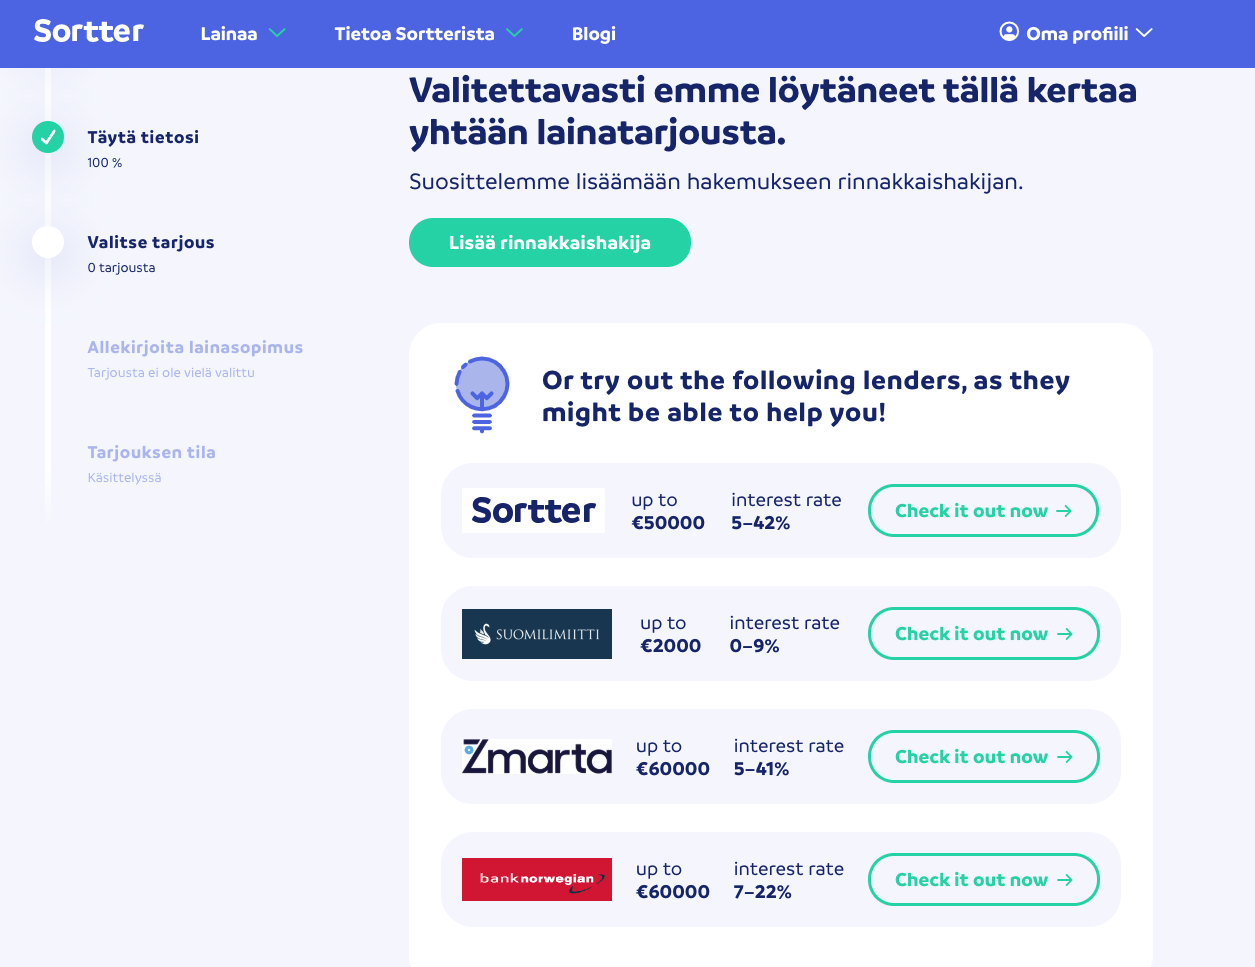 Sortter
Lainaa
Tietoa Sortterista
Blogi
Oma profiili
Täytä tietosi
100 %
Valitse tarjous
0 tarjousta
Allekirjoita lainasopimus
Tarjousta ei ole vielä valittu
Tarjouksen tila
Käsittelyssä
Valitettavasti emme löytäneet tällä kertaa
yhtään lainatarjousta.
Suosittelemme lisäämään hakemukseen rinnakkaishakijan.
Lisää rinnakkaishakija
Or try out the following lenders, as they
might be able to help you!
Sortter
up to
€50000
interest rate
5–42%
Check it out now →
SUOMILIMIITTI
up to
€2000
interest rate
0–9%
Check it out now →
Zmarta
up to
€60000
interest rate
5–41%
Check it out now →
banknorwegian
up to
€60000
interest rate
7–22%
Check it out now →